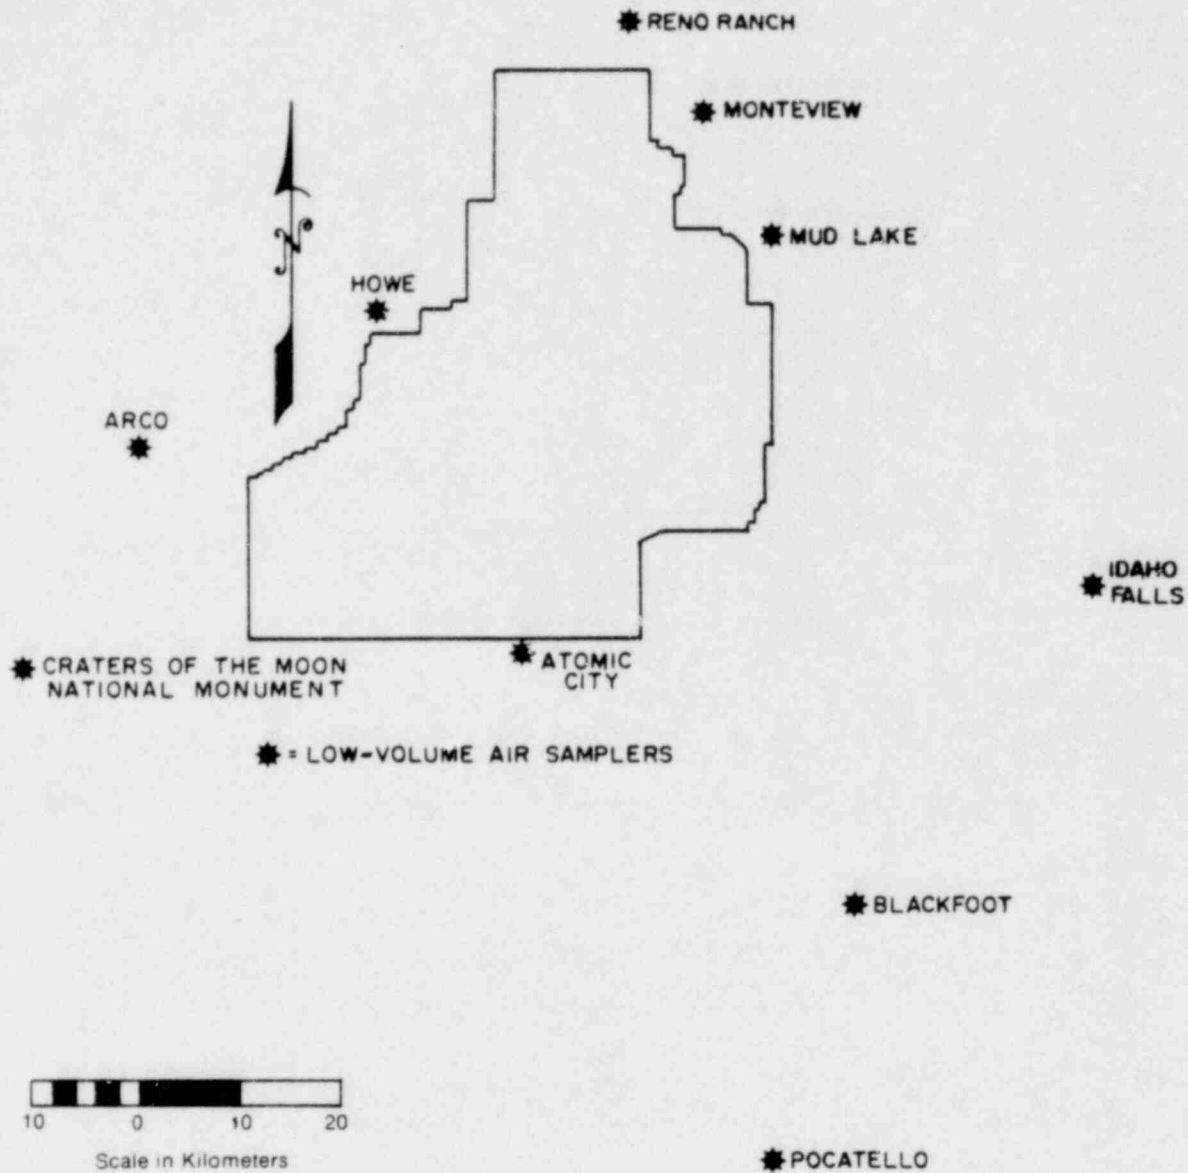 RENO RANCH
MONTEVIEW
MUD LAKE
N
HOWE
ARCO
IDAHO
FALLS
CRATERS OF THE MOON
NATIONAL MONUMENT
ATOMIC
CITY
= LOW-VOLUME AIR SAMPLERS
BLACKFOOT
10 0 10 20
Scale in Kilometers
POCATELLO